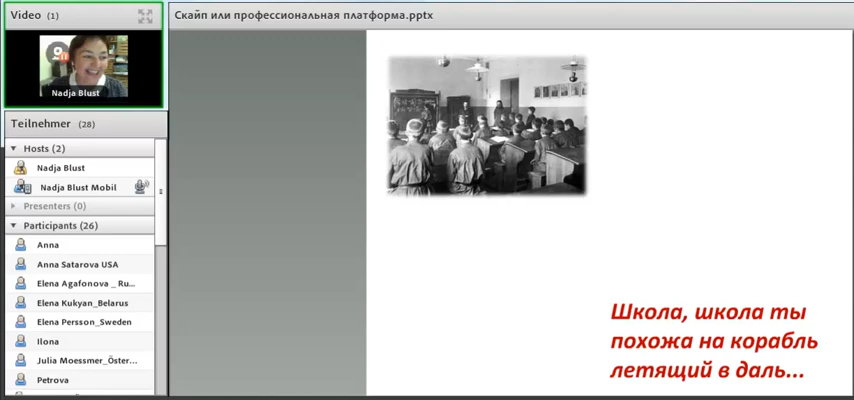 Video (1)
Nadja Blust
Teilnehmer (28)
Hosts (2)
Nadja Blust
Nadja Blust Mobil
Presenters (0)
Participants (26)
Anna
Anna Satarova USA
Elena Agafonova _ Ru...
Elena Kukyan_Belarus
Elena Persson_Sweden
Ilona
Julia Moessmer_Öster...
Petrova
Скайп или профессиональная платформа.pptx
Школа, школа ты
похожа на корабль
летящий в даль...